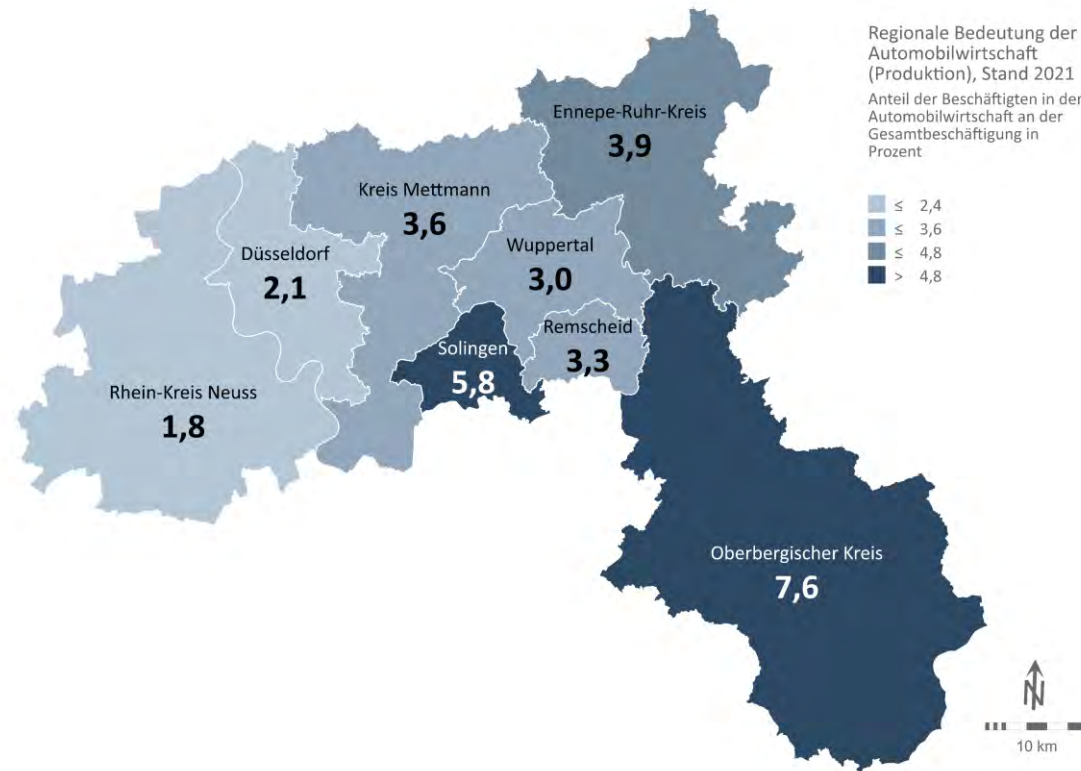 Regionale Bedeutung der
Automobilwirtschaft
(Produktion), Stand 2021
Anteil der Beschäftigten in der
Automobilwirtschaft an der
Gesamtbeschäftigung in
Prozent
≤ 2,4
≤ 3,6
≤ 4,8
> 4,8
Ennepe-Ruhr-Kreis
3,9
Kreis Mettmann
3,6
Wuppertal
3,0
Düsseldorf
2,1
Remscheid
3,3
Solingen
5,8
Rhein-Kreis Neuss
1,8
Oberbergischer Kreis
7,6
N
10 km